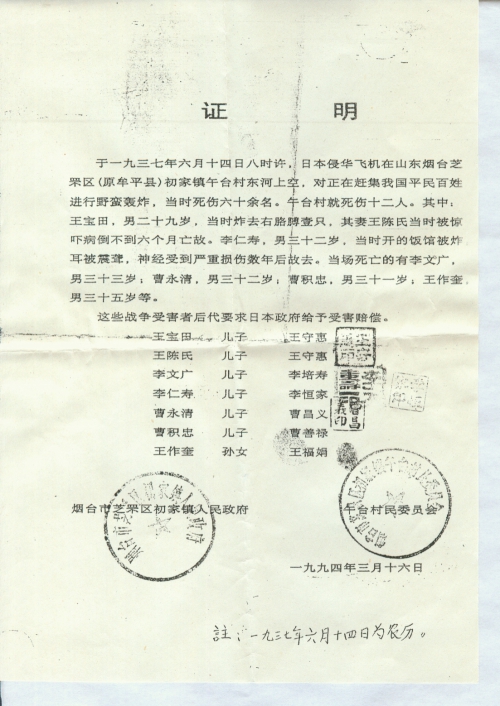 证 明
于一九三七年六月十四日八时许，日本侵华飞机在山东烟台芝
罘区(原牟平县)初家镇午台村东河上空，对正在赶集我国平民百姓
进行野蛮轰炸，当时死伤六十余名。午台村就死伤十二人。其中：
王宝田，男二十九岁，当时炸去右胳膊壹只，其妻王陈氏当时被惊
吓病倒不到六个月亡故。李仁寿，男三十二岁，当时开的饭馆被炸
耳被震聋，神经受到严重损伤数年后故去。当场死亡的有李文广，
男三十三岁；曹永清，男三十二岁；曹积忠，男三十一岁；王作奎，
男三十五岁等。
这些战争受害者后代要求日本政府给予受害赔偿。
王宝田 儿子 王守惠
王陈氏 儿子 王守惠
李文广 儿子 李培寿
李仁寿 儿子 李恒家
曹永清 儿子 曹昌义
曹积忠 儿子 曹善禄
王作奎 孙女 王福娟
烟台市芝罘区初家镇人民政府 午台村民委员会
一九九四年三月十六日
註：一九三七年六月十四日为农历。